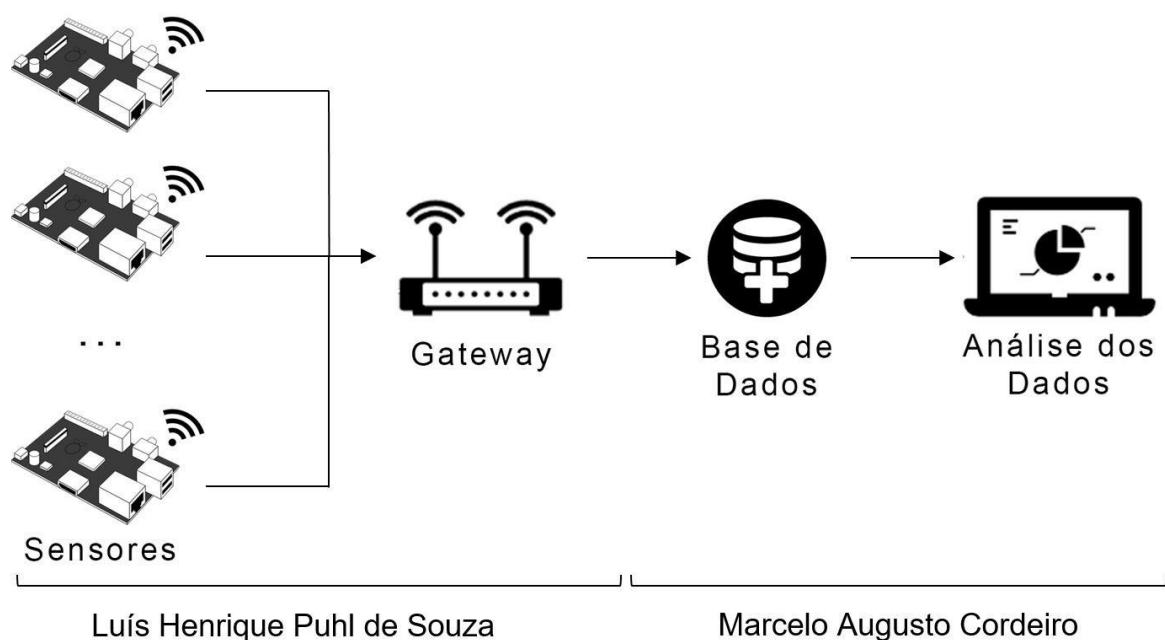 . . .
Sensores
Gateway
Base de
Dados
Análise dos
Dados
Luís Henrique Puhl de Souza
Marcelo Augusto Cordeiro